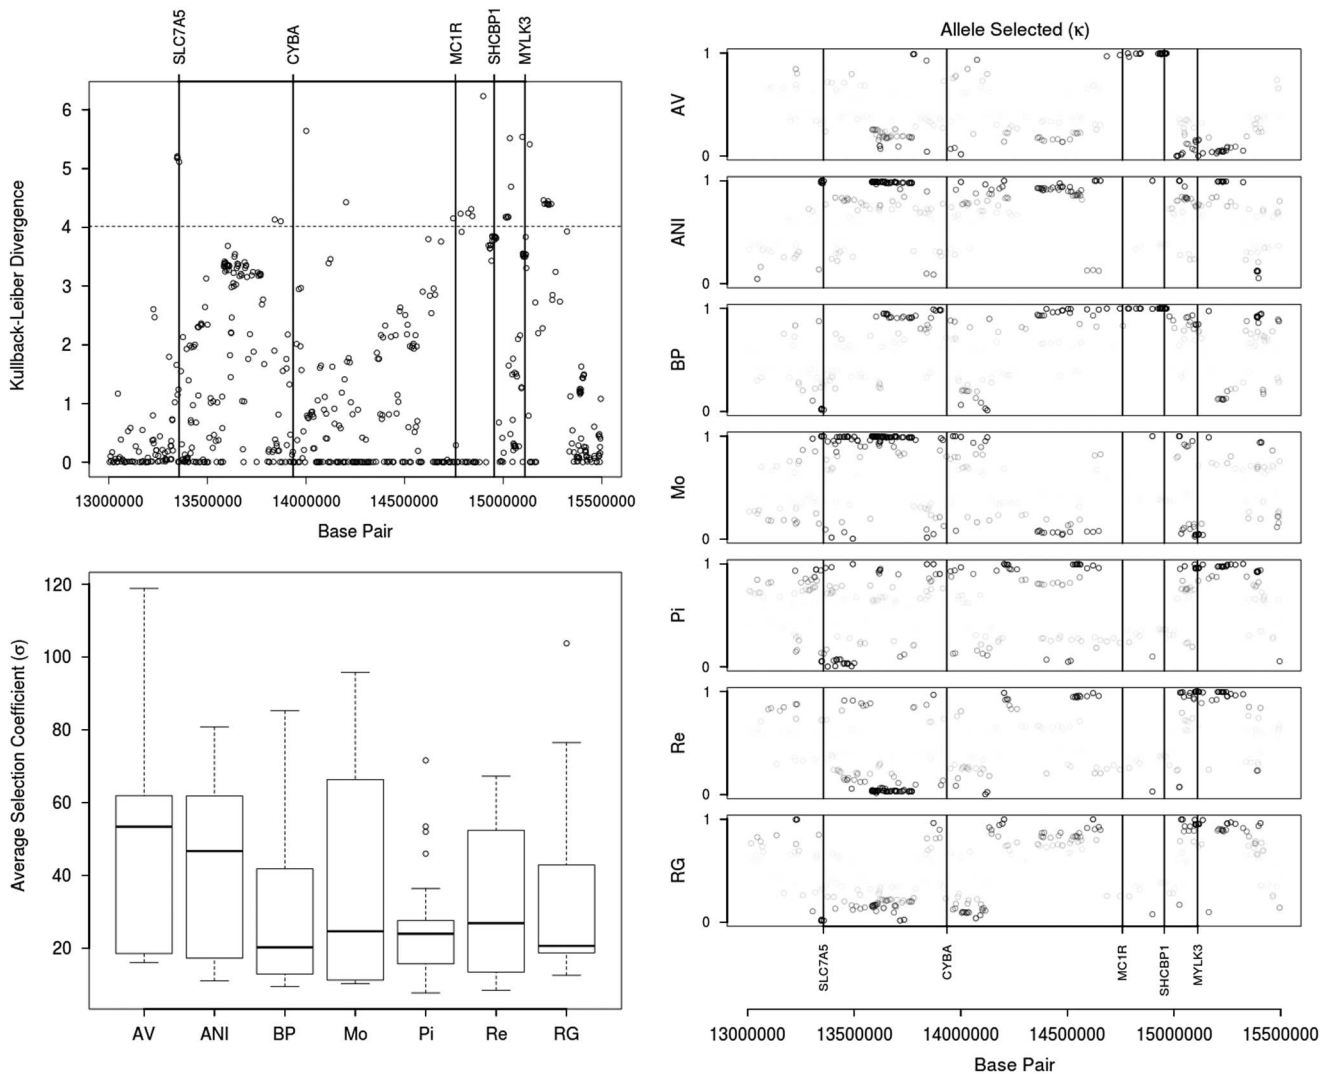 SLC7A5 CYBA MC1R SHCBP1 MYLK3
Kullback-Leiber Divergence
6
5
4
3
2
1
0
13000000 13500000 14000000 14500000 15000000 15500000
Base Pair
Average Selection Coefficient (σ)
120
100
80
60
40
20
AV ANI BP Mo Pi Re RG
Allele Selected (κ)
AV
1
0
ANI
1
0
BP
1
0
Mo
1
0
Pi
1
0
Re
1
0
RG
1
0
SLC7A5 CYBA MC1R SHCBP1 MYLK3
13000000 13500000 14000000 14500000 15000000 15500000
Base Pair